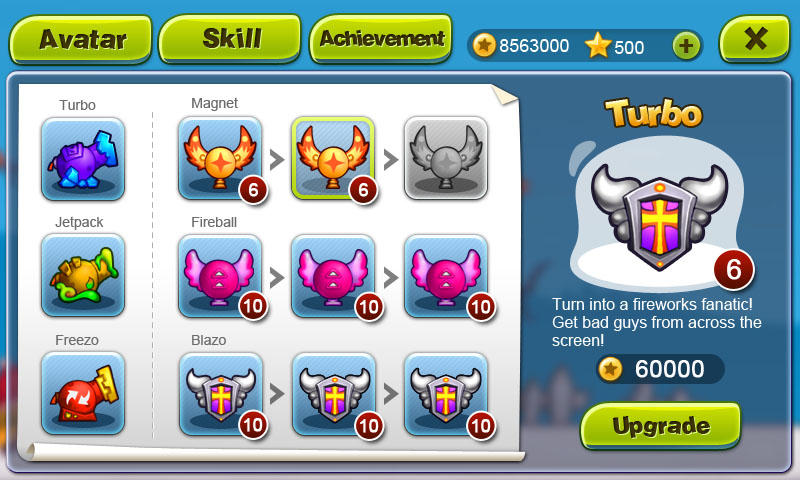 Avatar
Skill
Achievement
8563000
500
Turbo
Magnet
6
6
Jetpack
Fireball
10
10
10
Freezo
Blazo
10
10
10
Turbo
6
Turn into a fireworks fanatic!
Get bad guys from across the
screen!
60000
Upgrade